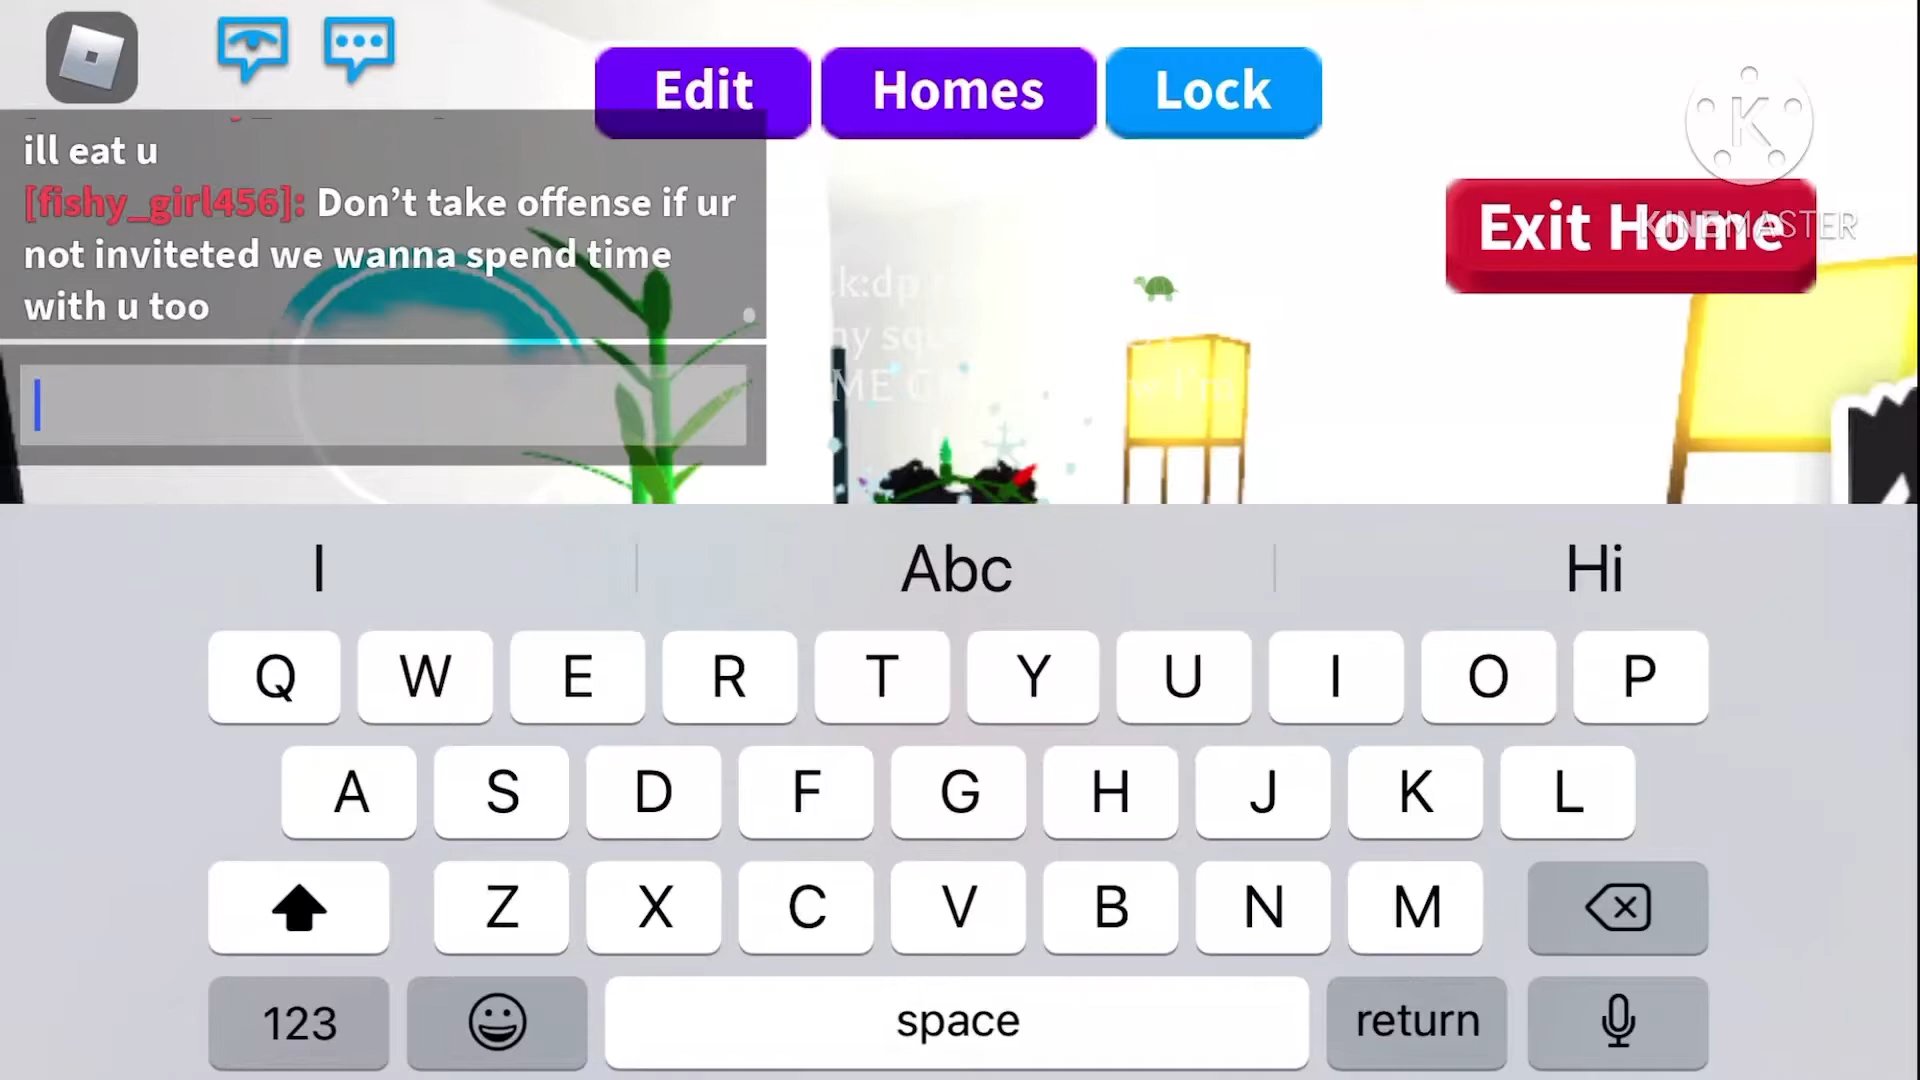 Edit Homes Lock
ill eat u
[fishy_girl456]: Don't take offense if ur
not inviteted we wanna spend time
with u too
K
KINEMASTER
Exit Home
I Abc Hi
Q W E R T Y U I O P
A S D F G H J K L
Z X C V B N M
123 space return